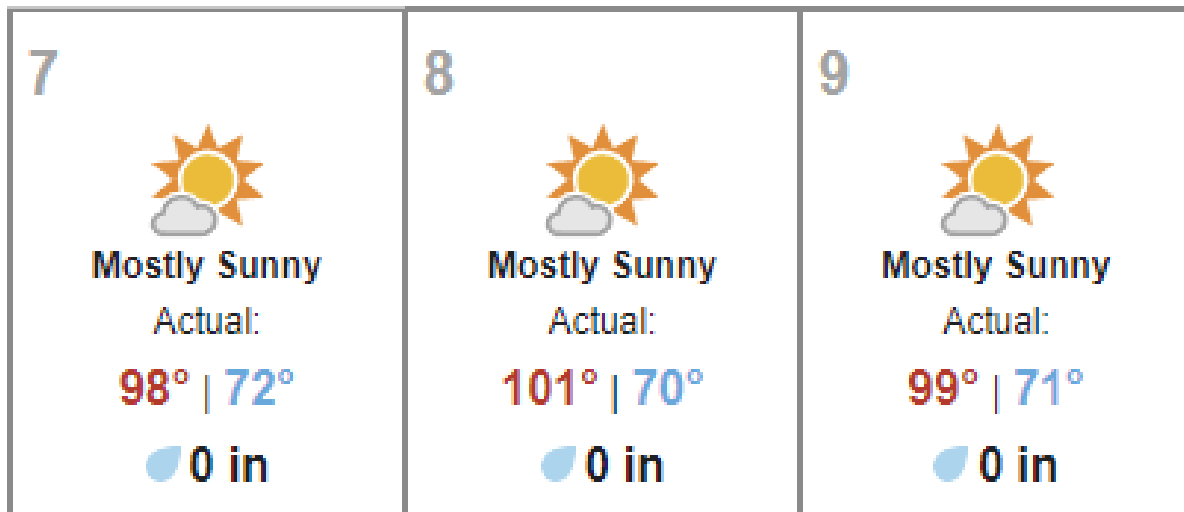 7
Mostly Sunny
Actual:
98° | 72°
0 in
8
Mostly Sunny
Actual:
101° | 70°
0 in
9
Mostly Sunny
Actual:
99° | 71°
0 in